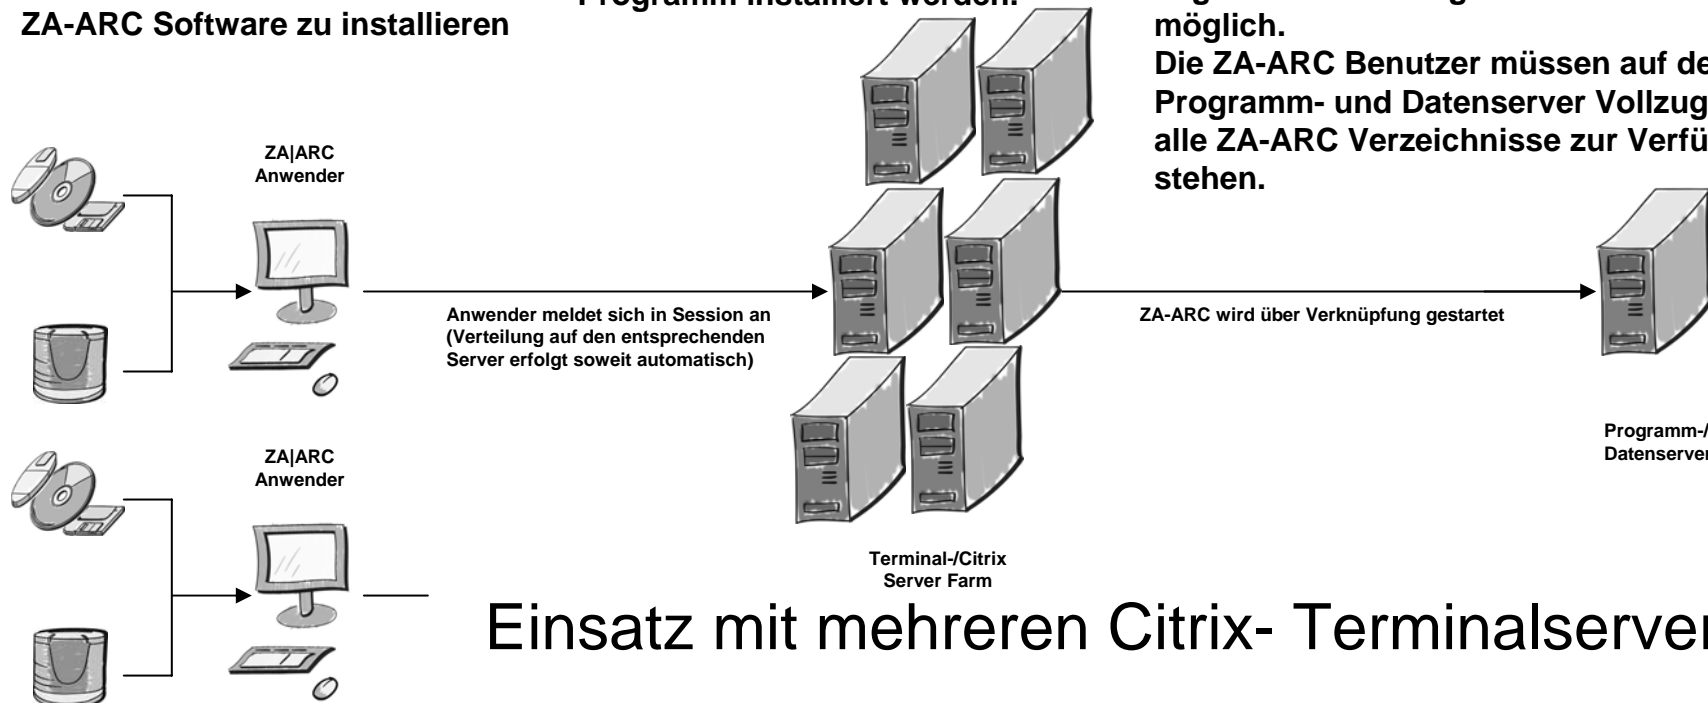 ZA-ARC Software zu installieren
Programm installiert werden.
möglich.
Die ZA-ARC Benutzer müssen auf de
Programm- und Datenserver Vollzug
alle ZA-ARC Verzeichnisse zur Verfü
stehen.
ZA|ARC
Anwender
Anwender meldet sich in Session an
(Verteilung auf den entsprechenden
Server erfolgt soweit automatisch)
ZA-ARC wird über Verknüpfung gestartet
Programm-/
Datenserver
ZA|ARC
Anwender
Terminal-/Citrix
Server Farm
Einsatz mit mehreren Citrix- Terminalserver